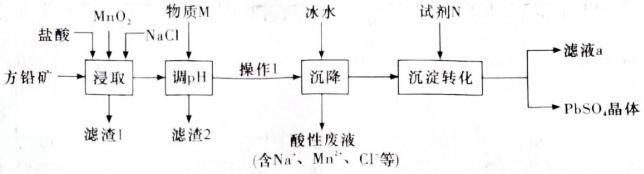 物质M 冰水 试剂N
MnO₂
盐酸 NaCl
滤液a
方铅矿 浸取 调pH 操作I 沉降 沉淀转化
PbSO₄晶体
滤渣1 滤渣2 酸性废液
(含Na⁺、Mn²⁺、Cl⁻等)